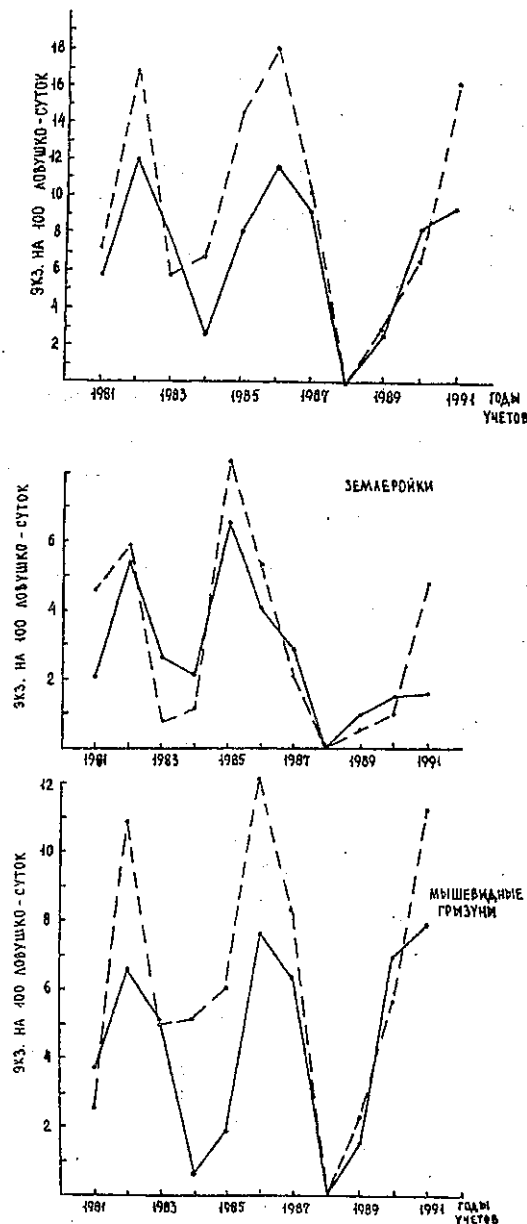 ЭКЗ. НА 100 ЛОВУШКО-СУТОК
18
16
14
12
10
8
6
4
2
1981 1983 1985 1987 1989 1991 ГОДЫ
УЧЕТОВ
ЗЕМЛЕРОЙКИ
ЭКЗ. НА 100 ЛОВУШКО-СУТОК
6
4
2
1981 1983 1985 1987 1989 1991
ЭКЗ. НА 100 ЛОВУШКО-СУТОК
12
10
8
6
4
2
МЫШЕВИДНЫЕ
ГРЫЗУНИ
1981 1983 1985 1987 1989 1991 ГОДЫ
УЧЕТОВ